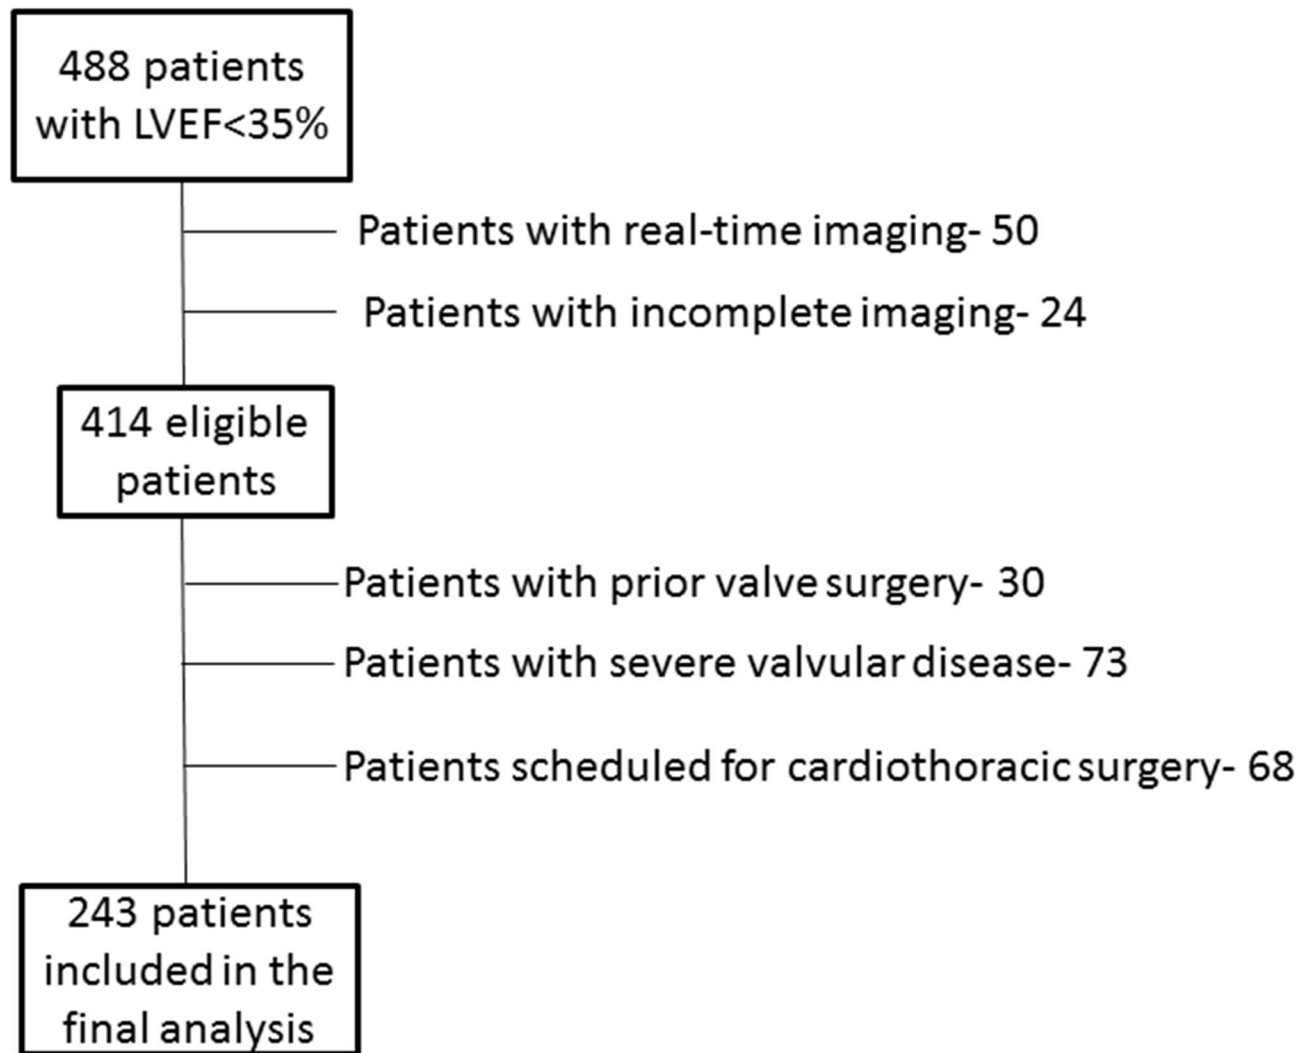 488 patients
with LVEF<35%
Patients with real-time imaging- 50
Patients with incomplete imaging- 24
414 eligible
patients
Patients with prior valve surgery- 30
Patients with severe valvular disease- 73
Patients scheduled for cardiothoracic surgery- 68
243 patients
included in the
final analysis